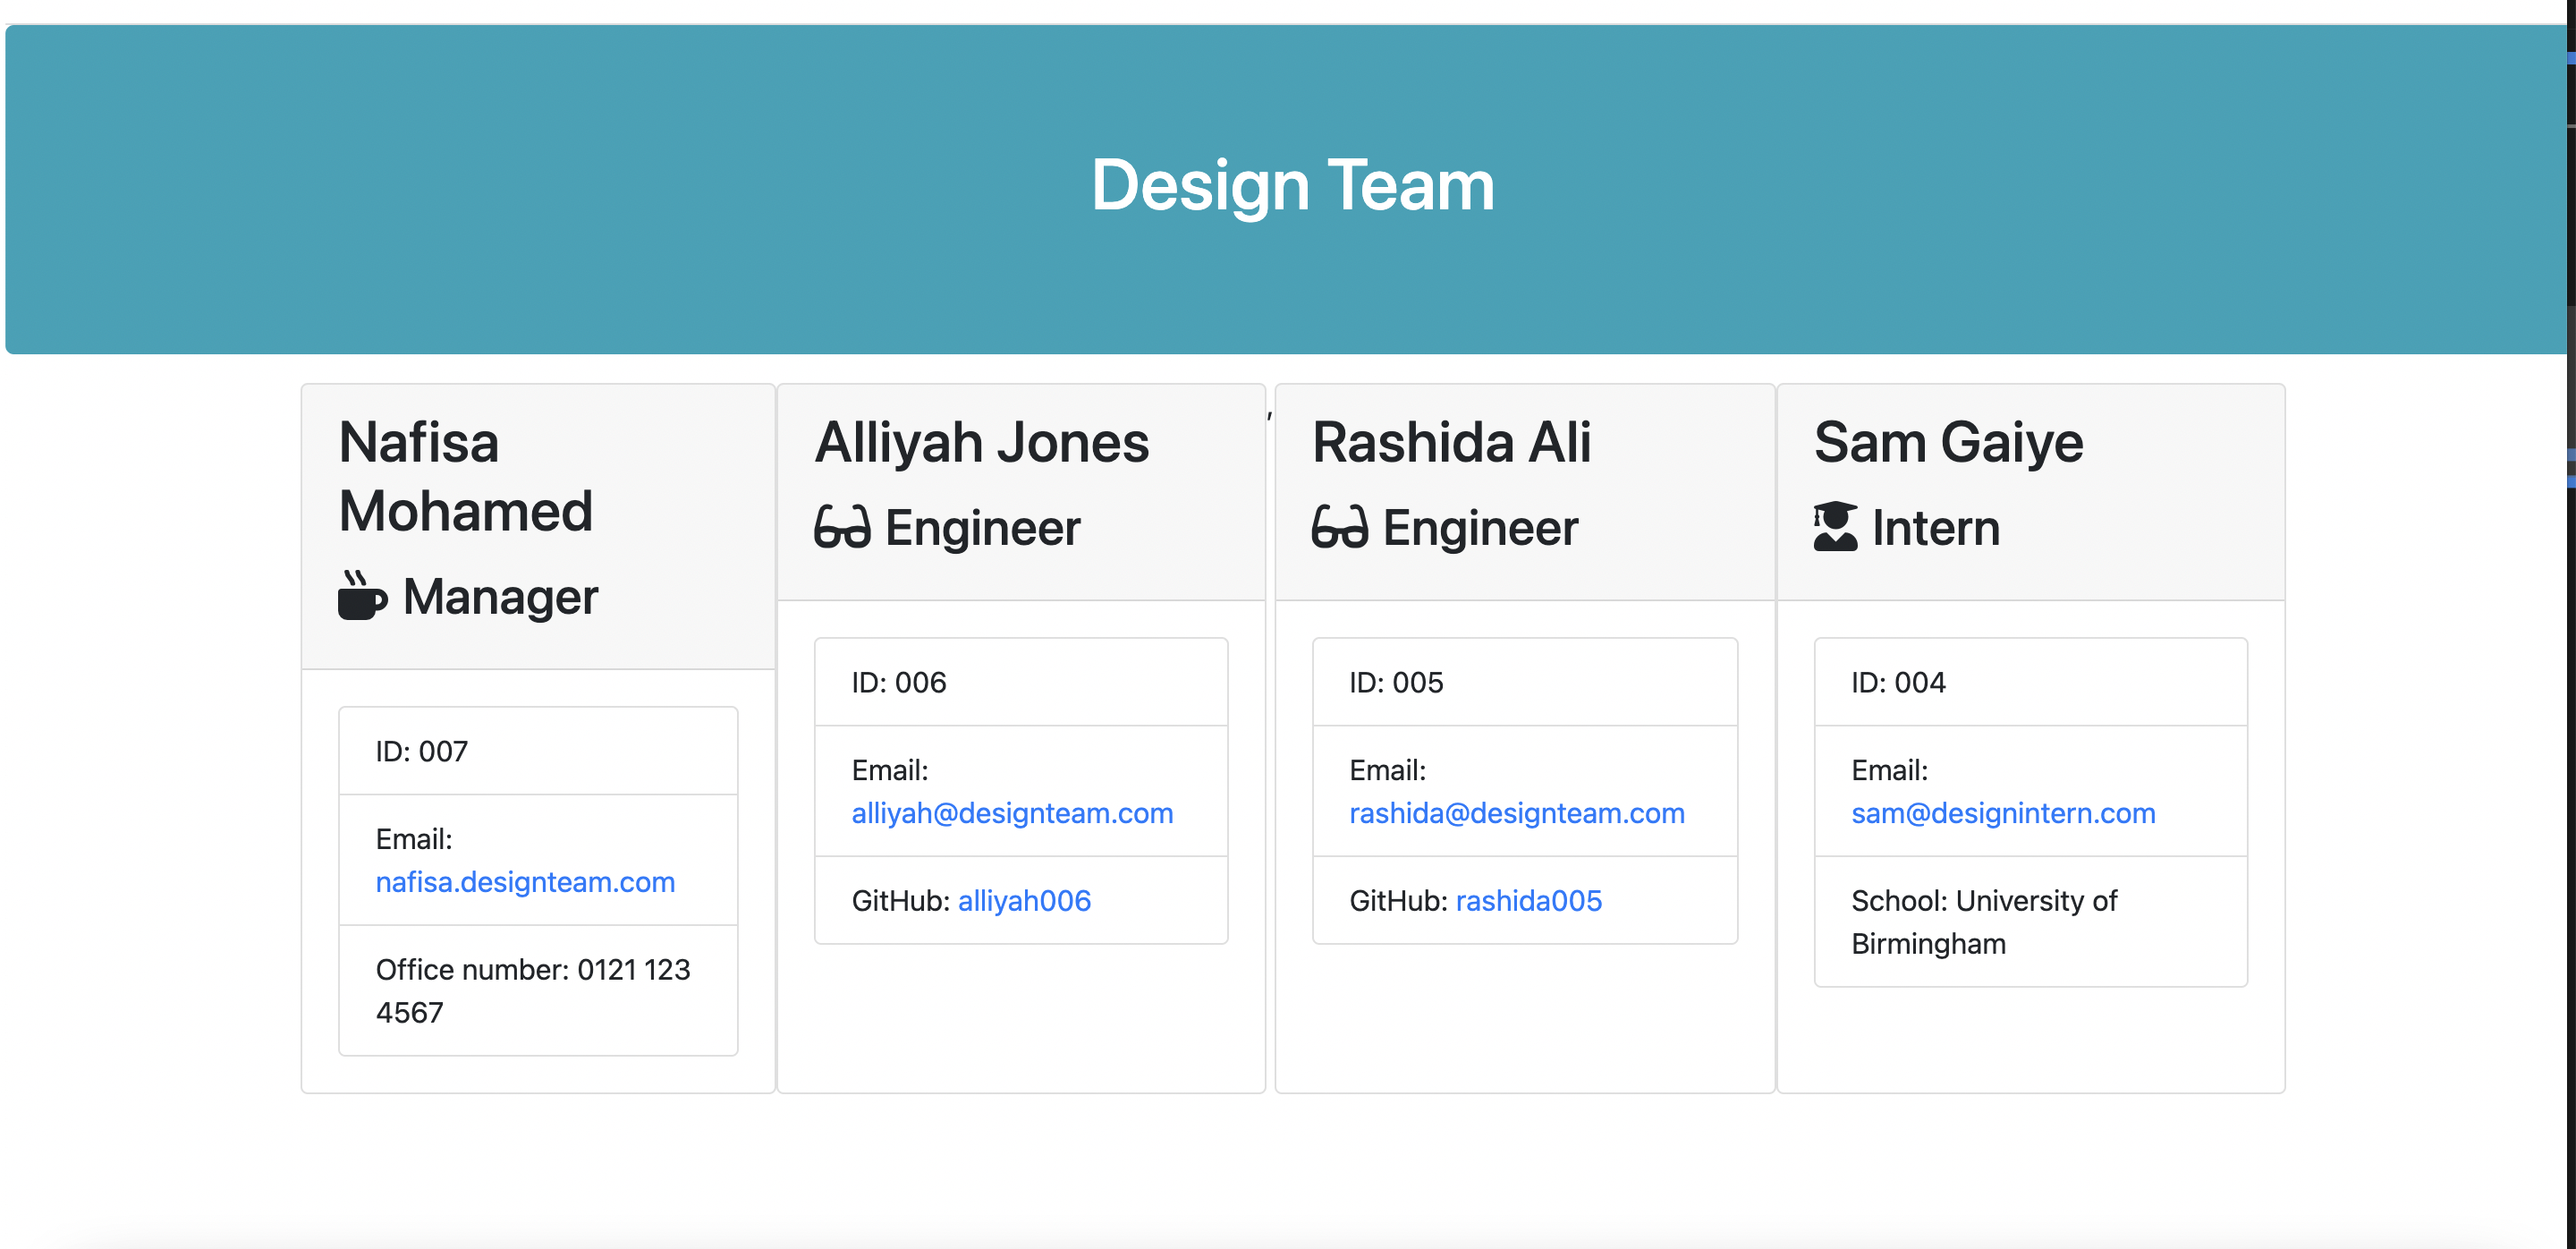 Design Team
Nafisa
Mohamed
Manager
ID: 007
Email:
nafisa.designteam.com
Office number: 0121 123
4567
Alliyah Jones
Engineer
ID: 006
Email:
alliyah@designteam.com
GitHub: alliyah006
,
Rashida Ali
Engineer
ID: 005
Email:
rashida@designteam.com
GitHub: rashida005
Sam Gaiye
Intern
ID: 004
Email:
sam@designintern.com
School: University of
Birmingham